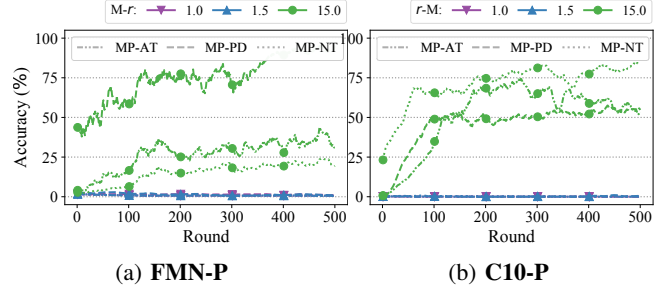 M-r: 1.0 1.5 15.0
r-M: 1.0 1.5 15.0
MP-AT MP-PD MP-NT
MP-AT MP-PD MP-NT
Accuracy (%)
100
75
50
25
0
0 100 200 300 400 500
Round
100
75
50
25
0
0 100 200 300 400 500
Round
(a) FMN-P
(b) C10-P